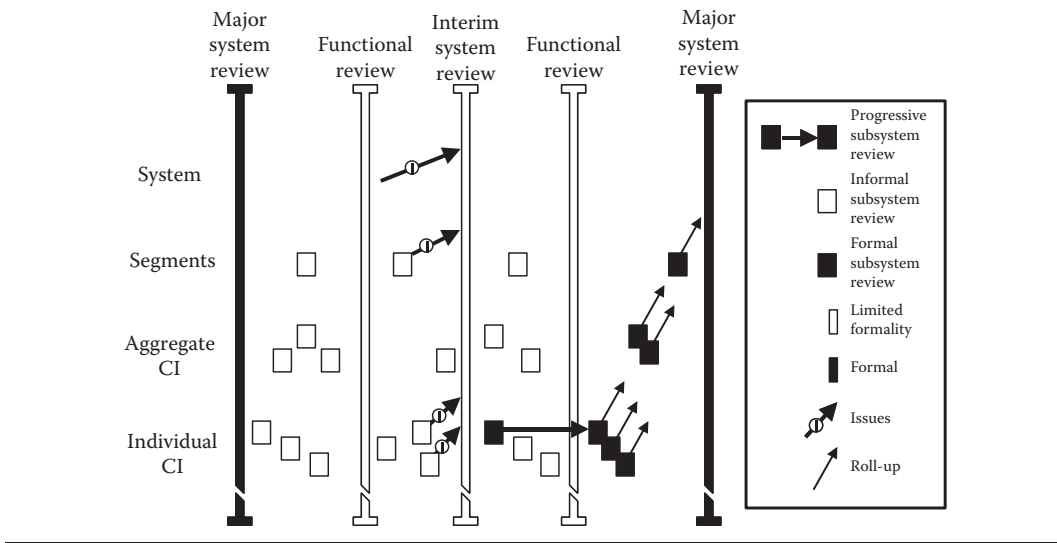 Major
system
review
Functional
review
Interim
system
review
Functional
review
Major
system
review
System
Segments
Aggregate
CI
Individual
CI
Progressive
subsystem
review
Informal
subsystem
review
Formal
subsystem
review
Limited
formality
Formal
Issues
Roll-up